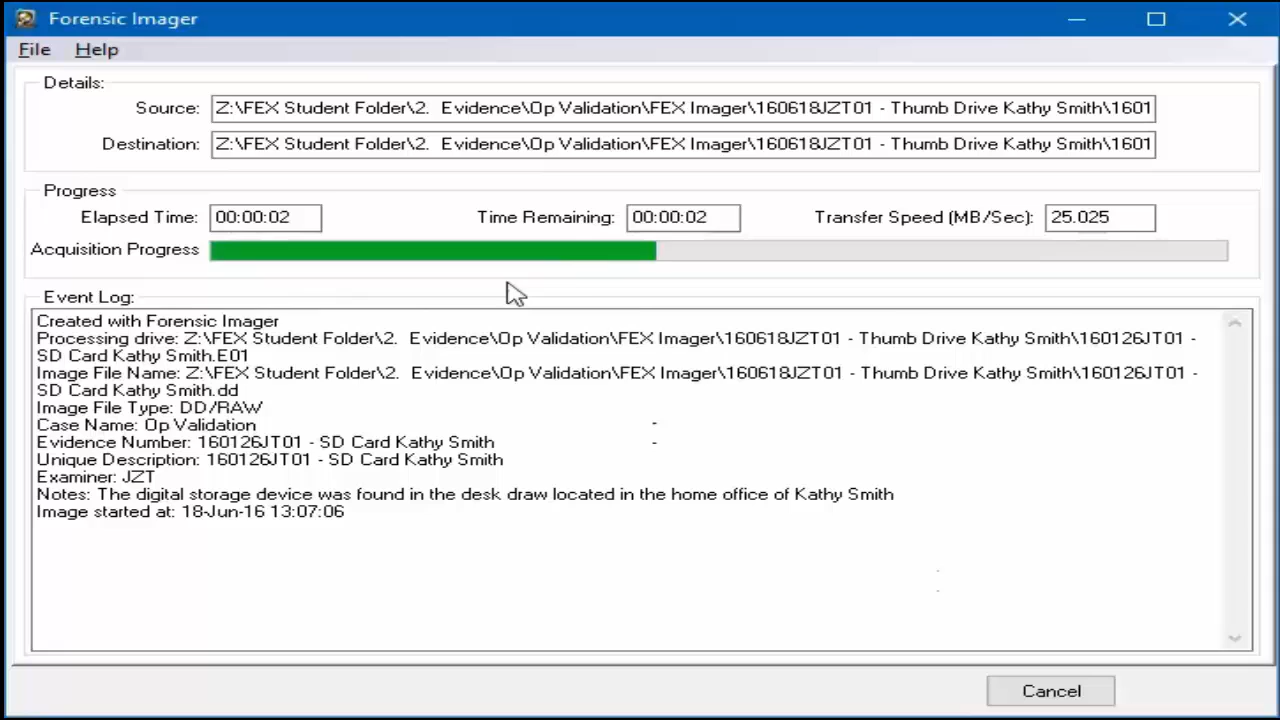 Forensic Imager
File Help
Details:
Source: Z:\FEX Student Folder\2.  Evidence\Op Validation\FEX Imager\160618JZT01 - Thumb Drive Kathy Smith\1601
Destination: Z:\FEX Student Folder\2.  Evidence\Op Validation\FEX Imager\160618JZT01 - Thumb Drive Kathy Smith\1601
Progress
Elapsed Time: 00:00:02 Time Remaining: 00:00:02 Transfer Speed (MB/Sec): 25.025
Acquisition Progress
Event Log:
Created with Forensic Imager
Processing drive: Z:\FEX Student Folder\2.  Evidence\Op Validation\FEX Imager\160618JZT01 - Thumb Drive Kathy Smith\160126JT01 -
SD Card Kathy Smith.E01
Image File Name: Z:\FEX Student Folder\2.  Evidence\Op Validation\FEX Imager\160618JZT01 - Thumb Drive Kathy Smith\160126JT01 -
SD Card Kathy Smith.dd
Image File Type: DD/RAW
Case Name: Op Validation
Evidence Number: 160126JT01 - SD Card Kathy Smith
Unique Description: 160126JT01 - SD Card Kathy Smith
Examiner: JZT
Notes: The digital storage device was found in the desk draw located in the home office of Kathy Smith
Image started at: 18-Jun-16 13:07:06
Cancel